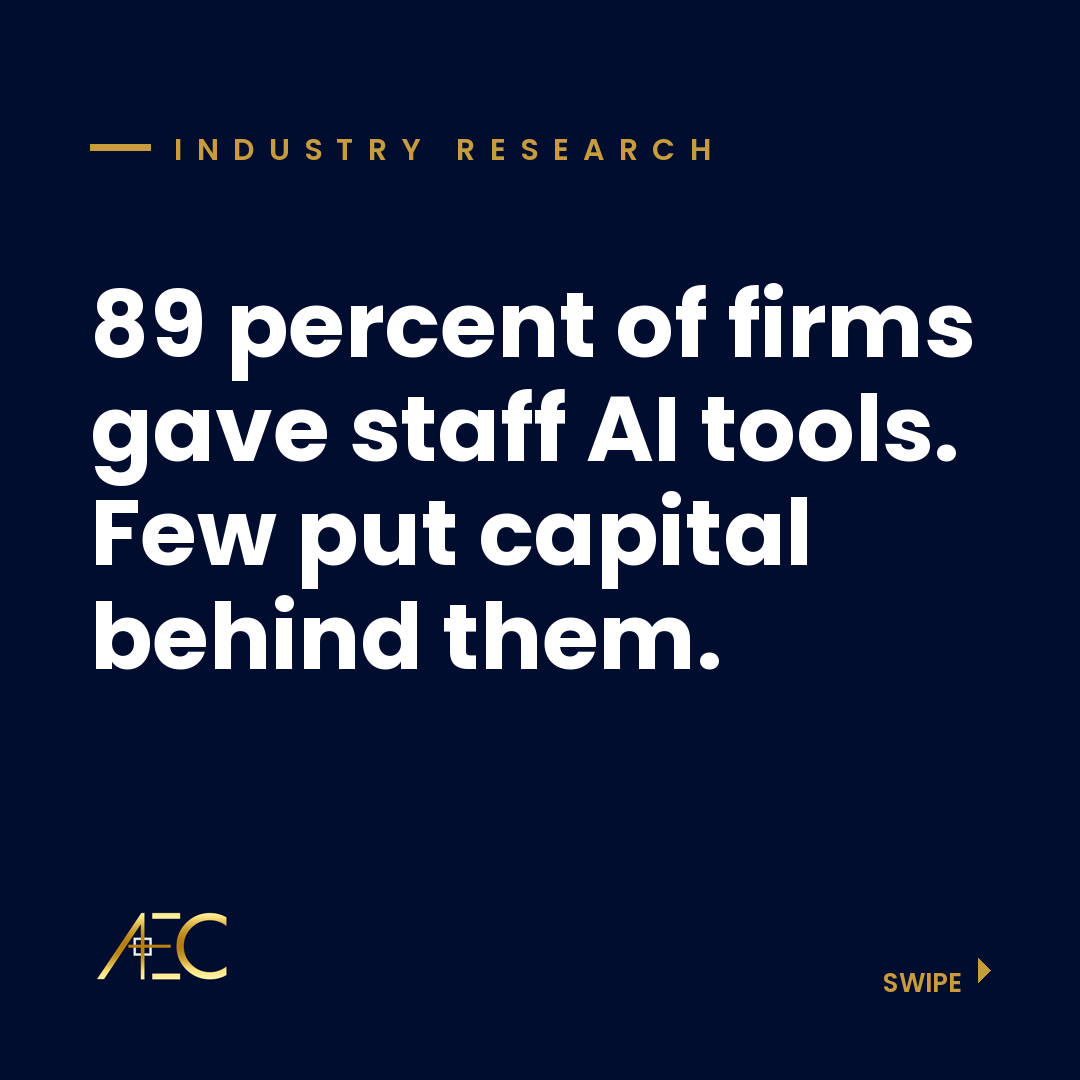 INDUSTRY RESEARCH
89 percent of firms
gave staff AI tools.
Few put capital
behind them.
AEC
SWIPE